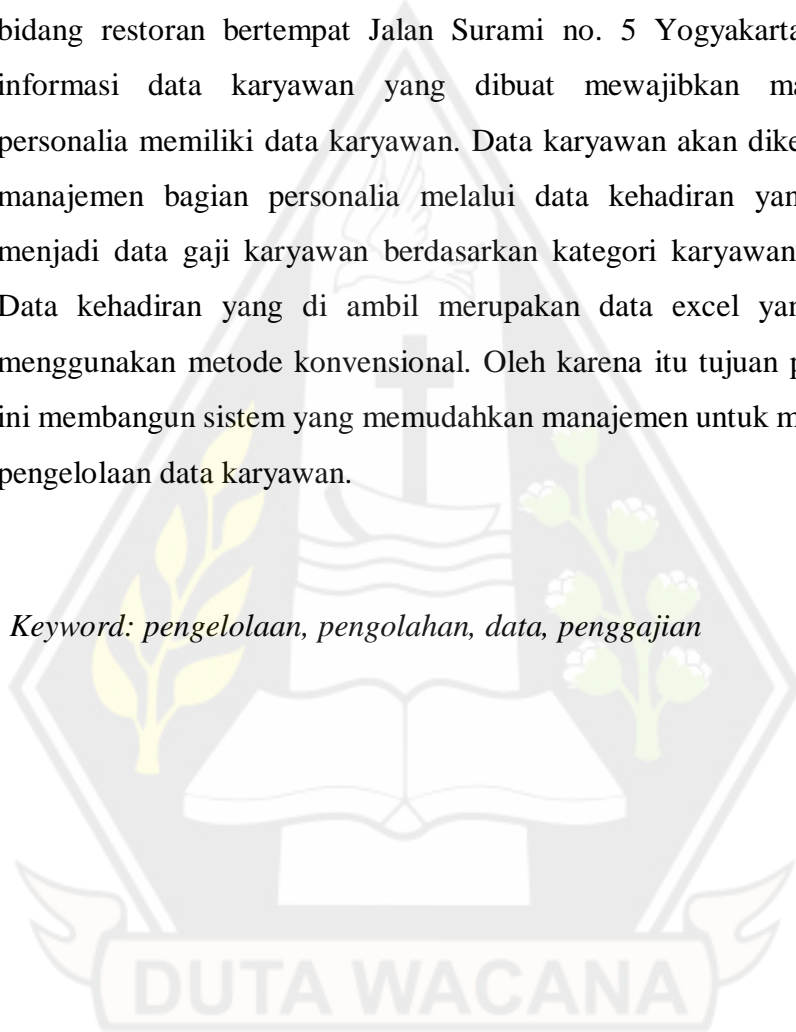 bidang restoran bertempat Jalan Surami no. 5 Yogyakarta
informasi data karyawan yang dibuat mewajibkan
personalia memiliki data karyawan. Data karyawan akan
manajemen bagian personalia melalui data kehadiran
menjadi data gaji karyawan berdasarkan kategori karyawan
Data kehadiran yang di ambil merupakan data excel
menggunakan metode konvensional. Oleh karena itu tujuan
ini membangun sistem yang memudahkan manajemen untuk
pengelolaan data karyawan.
Keyword: pengelolaan, pengolahan, data, penggajian
DUTA WACANA